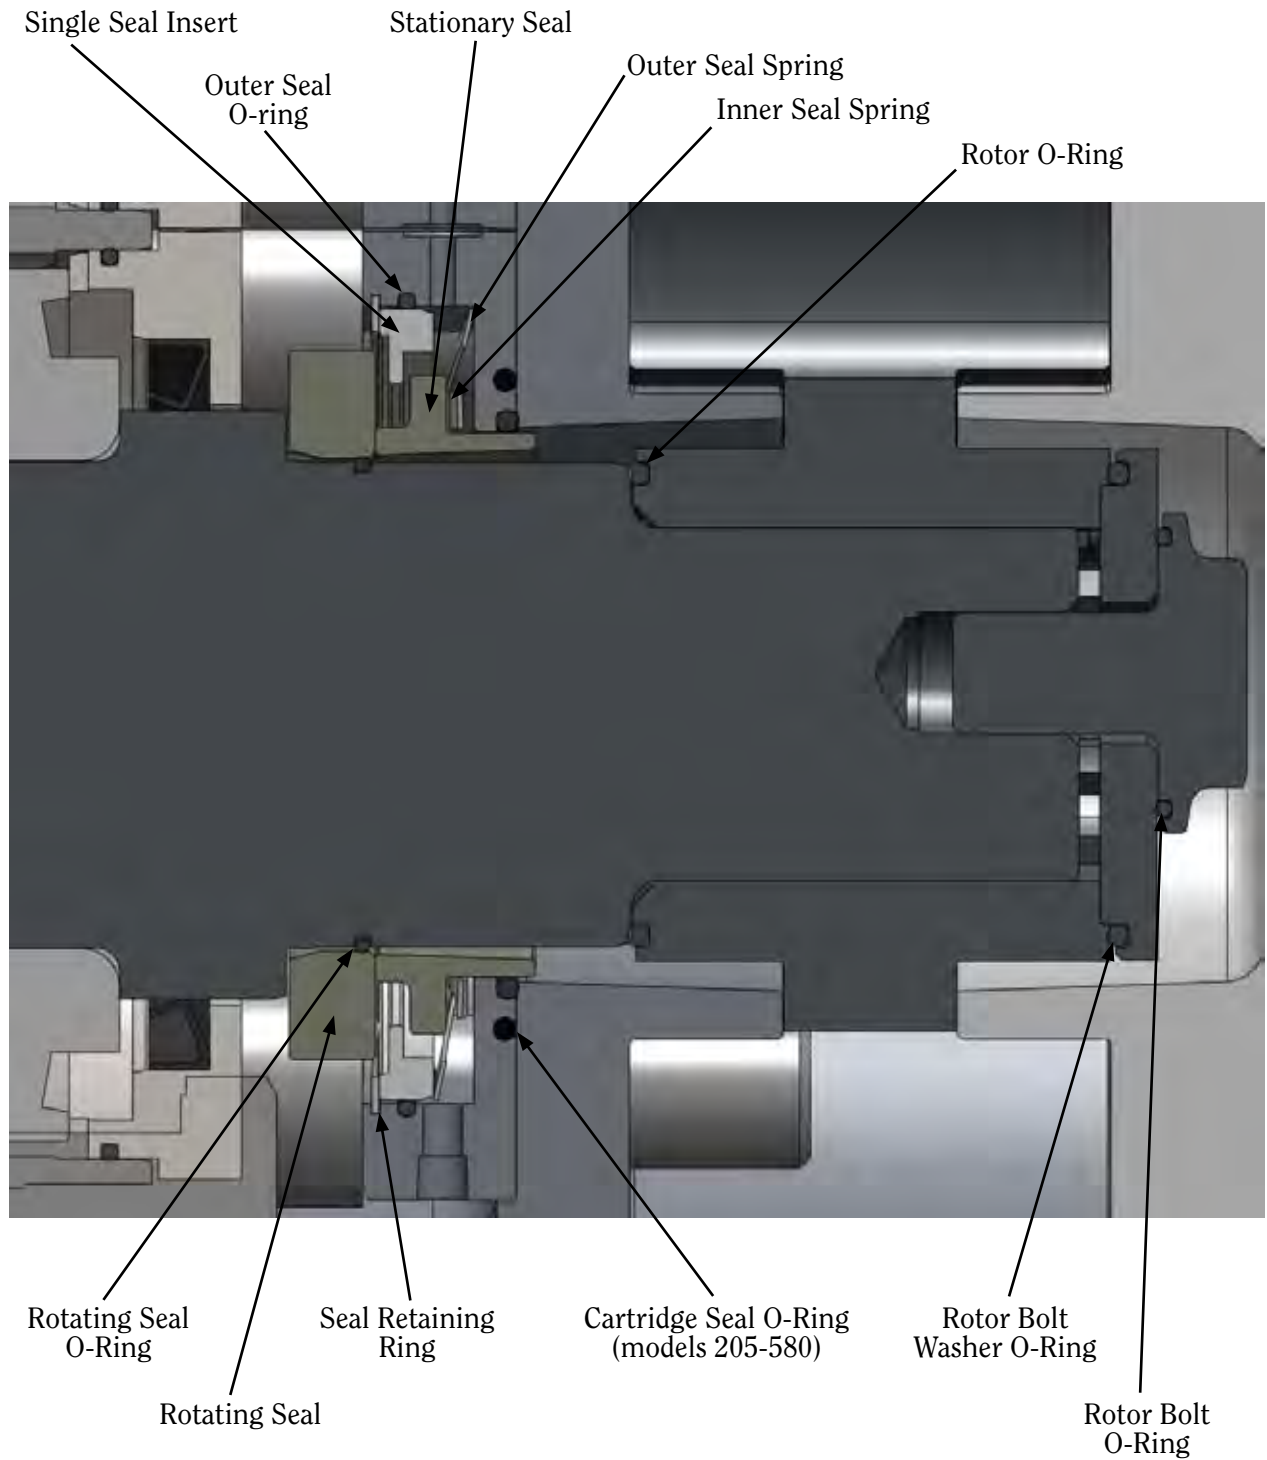 Single Seal Insert
Stationary Seal
Outer Seal Spring
Outer Seal
O-ring
Inner Seal Spring
Rotor O-Ring
Rotating Seal
O-Ring
Seal Retaining
Ring
Cartridge Seal O-Ring
(models 205-580)
Rotor Bolt
Washer O-Ring
Rotating Seal
Rotor Bolt
O-Ring